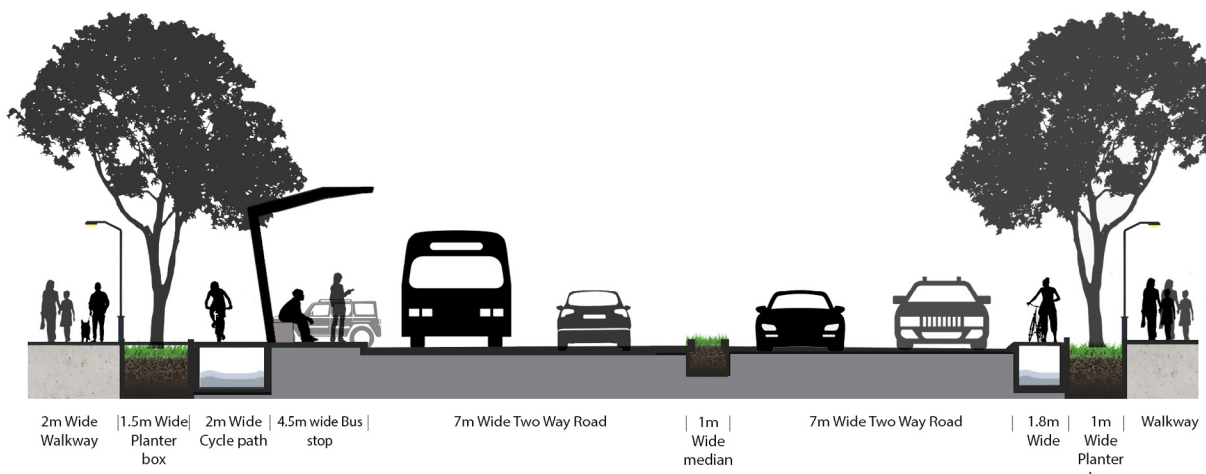 2m Wide
Walkway
1.5m Wide
Planter
box
2m Wide
Cycle path
4.5m wide Bus
stop
7m Wide Two Way Road
1m
Wide
median
7m Wide Two Way Road
1.8m
Wide
1m
Wide
Planter
Walkway